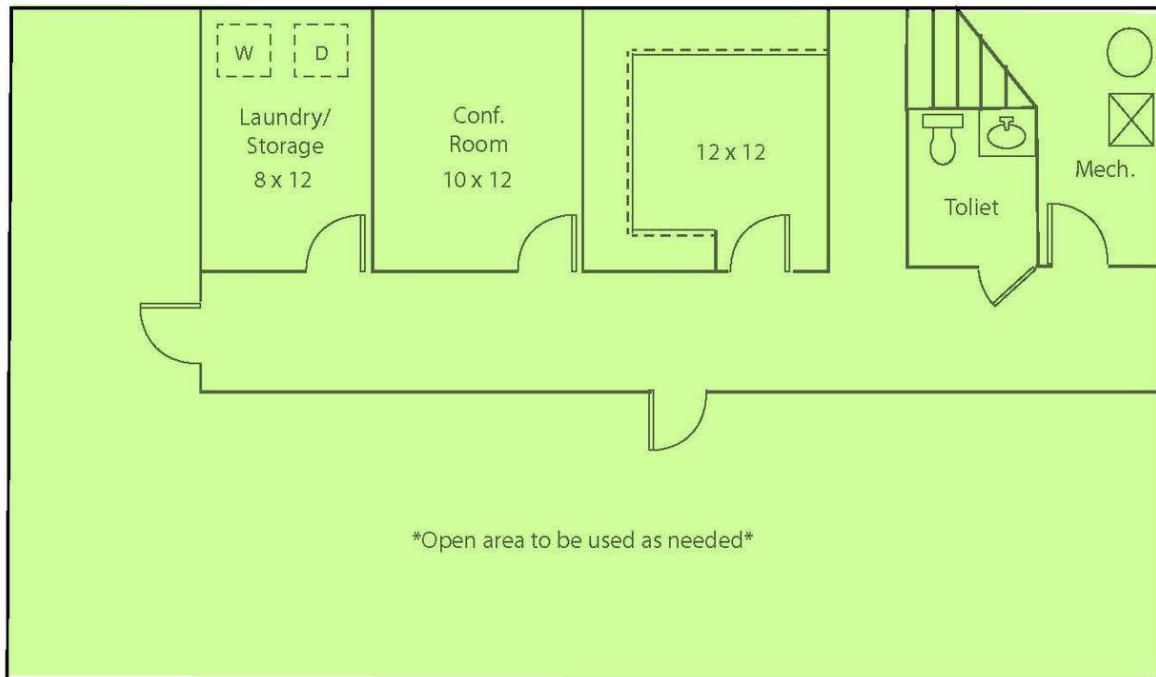 W
D
Laundry/
Storage
8 x 12
Conf.
Room
10 x 12
12 x 12
Toliet
Mech.
*Open area to be used as needed*